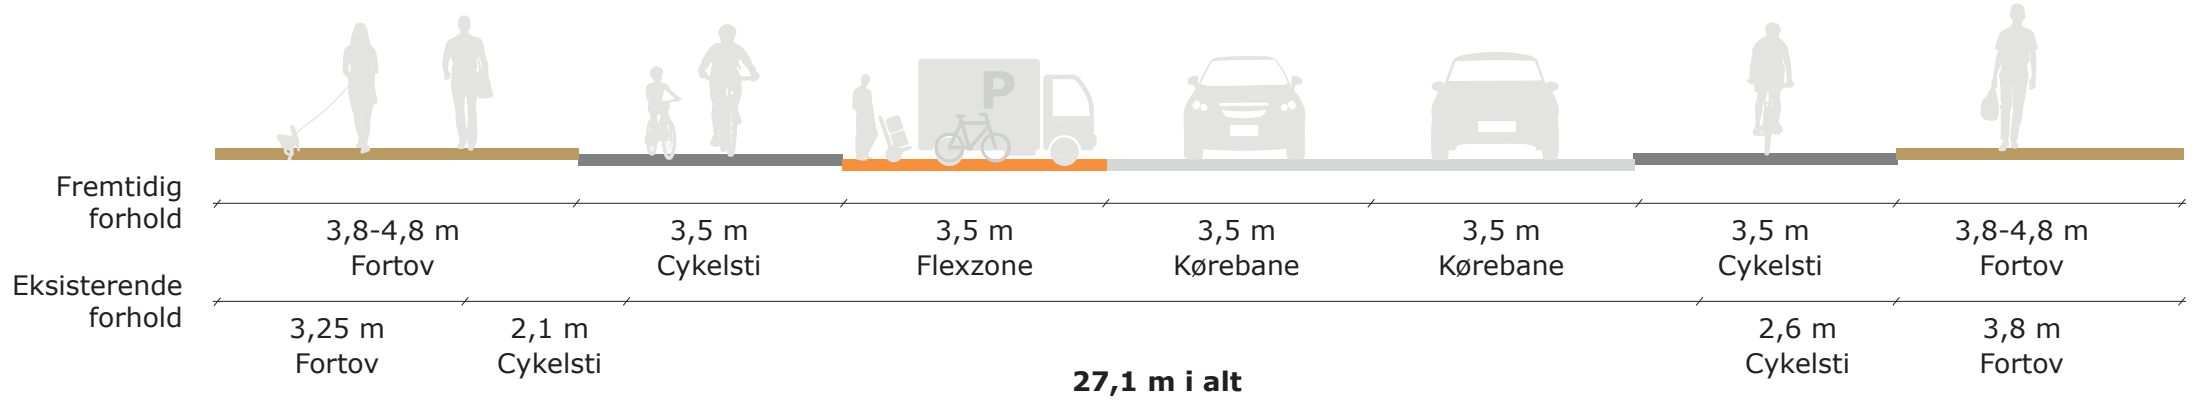 P
Fremtidig
forhold
3,8-4,8 m
Fortov
3,5 m
Cykelsti
3,5 m
Flexzone
3,5 m
Kørebane
3,5 m
Kørebane
3,5 m
Cykelsti
3,8-4,8 m
Fortov
Eksisterende
forhold
3,25 m
Fortov
2,1 m
Cykelsti
2,6 m
Cykelsti
3,8 m
Fortov
27,1 m i alt